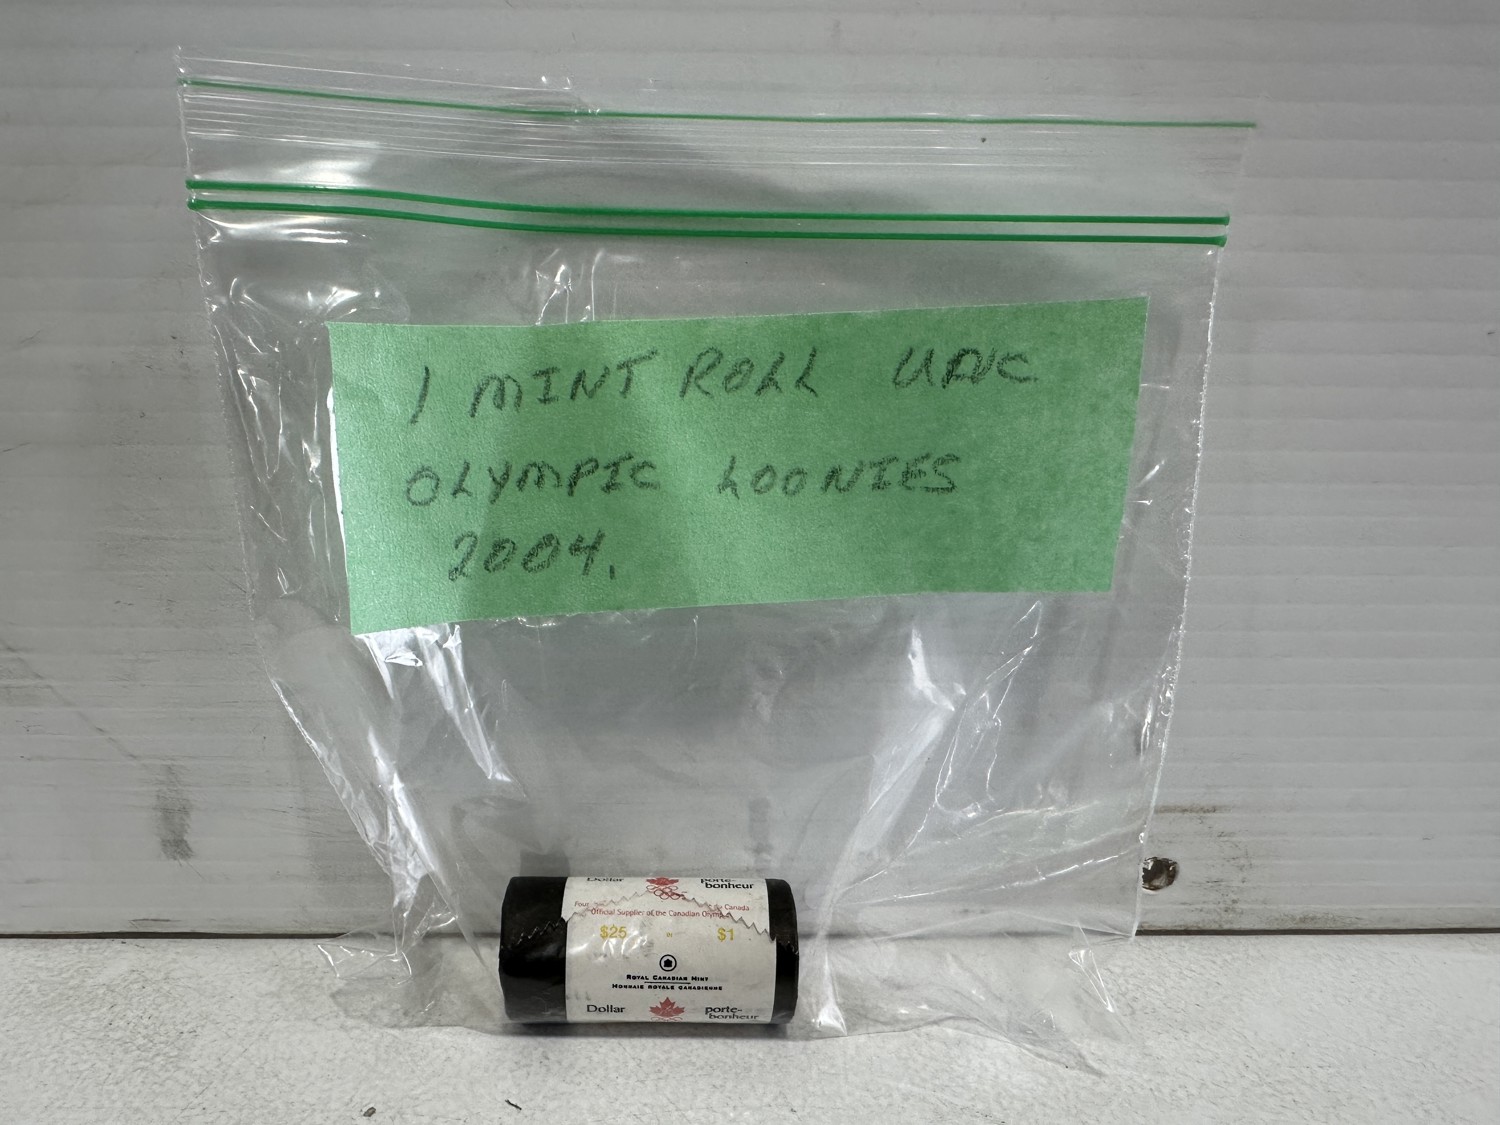 1 MINT ROLL UNC
OLYMPIC LOONIES
2004.
Dollar porte-
bonheur
Canada
Official Supplier of the Canadian
$25 $1
ROYAL CANADIAN MINT
MONNAIE ROYALE CANADIENNE
Dollar porte-
bonheur